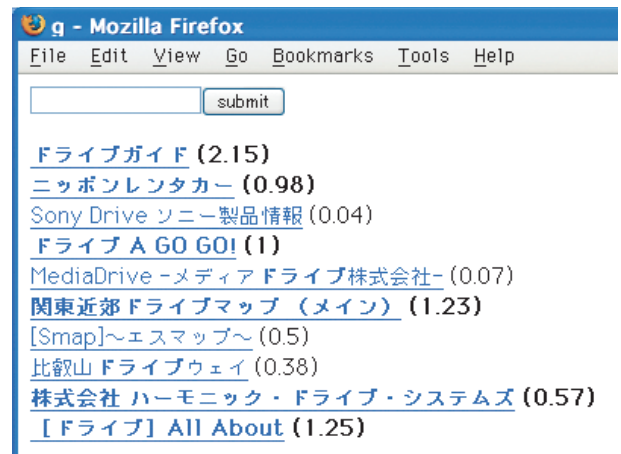 g - Mozilla Firefox
File Edit View Go Bookmarks Tools Help
submit
ドライブガイド (2.15)
ニッポンレンタカー (0.98)
Sony Drive ソニー製品情報 (0.04)
ドライブ A GO GO! (1)
MediaDrive -メディアドライブ株式会社- (0.07)
関東近郊ドライブマップ （メイン） (1.23)
[Smap]～エスマップ～ (0.5)
比叡山ドライブウェイ (0.38)
株式会社 ハーモニック・ドライブ・システムズ (0.57)
［ドライブ］All About (1.25)